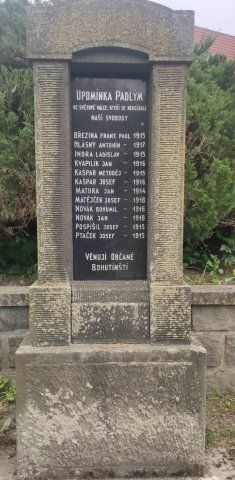 UPOMÍNKA PADLÝM
VE SVĚTOVÉ VÁLCE KTEŘÍ SE NEDOČKALI
NAŠÍ SVOBODY
BŘEZINA FRANT. PADL 1915
HLASNÝ ANTONÍN - " - 1917
INDRA LADISLAV - " - 1915
KVAPILÍK JAN - " - 1916
KAŠPAR METODĚJ - " - 1915
KAŠPAR JOSEF - " - 1916
MATURA JAN - " - 1914
MATĚJČEK JOSEF - " - 1918
NOVÁK BOHUMIL - " - 1916
NOVÁK JAN - " - 1918
POSPÍŠIL JOSEF - " - 1915
PTÁČEK JOSEF - " - 1915
VĚNUJÍ OBČANÉ
BOHUTINŠTÍ